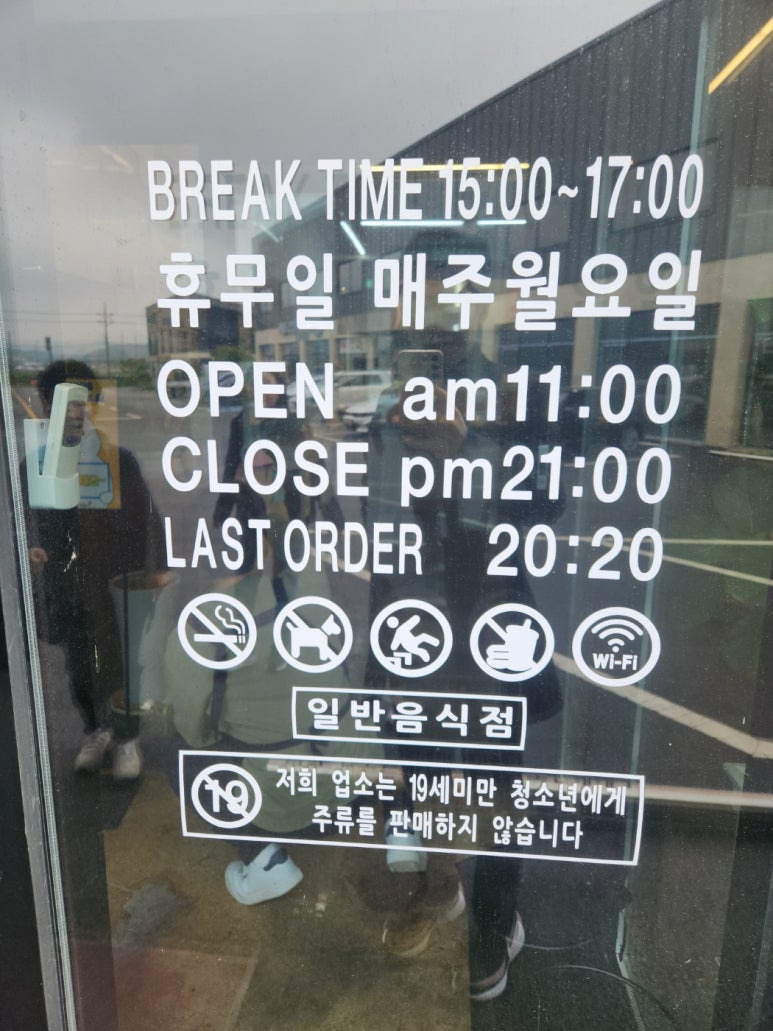 BREAK TIME 15:00~17:00
휴무일 매주월요일
OPEN am11:00
CLOSE pm21:00
LAST ORDER 20:20
Wi-Fi
일반음식점
19 저희 업소는 19세미만 청소년에게
주류를 판매하지 않습니다